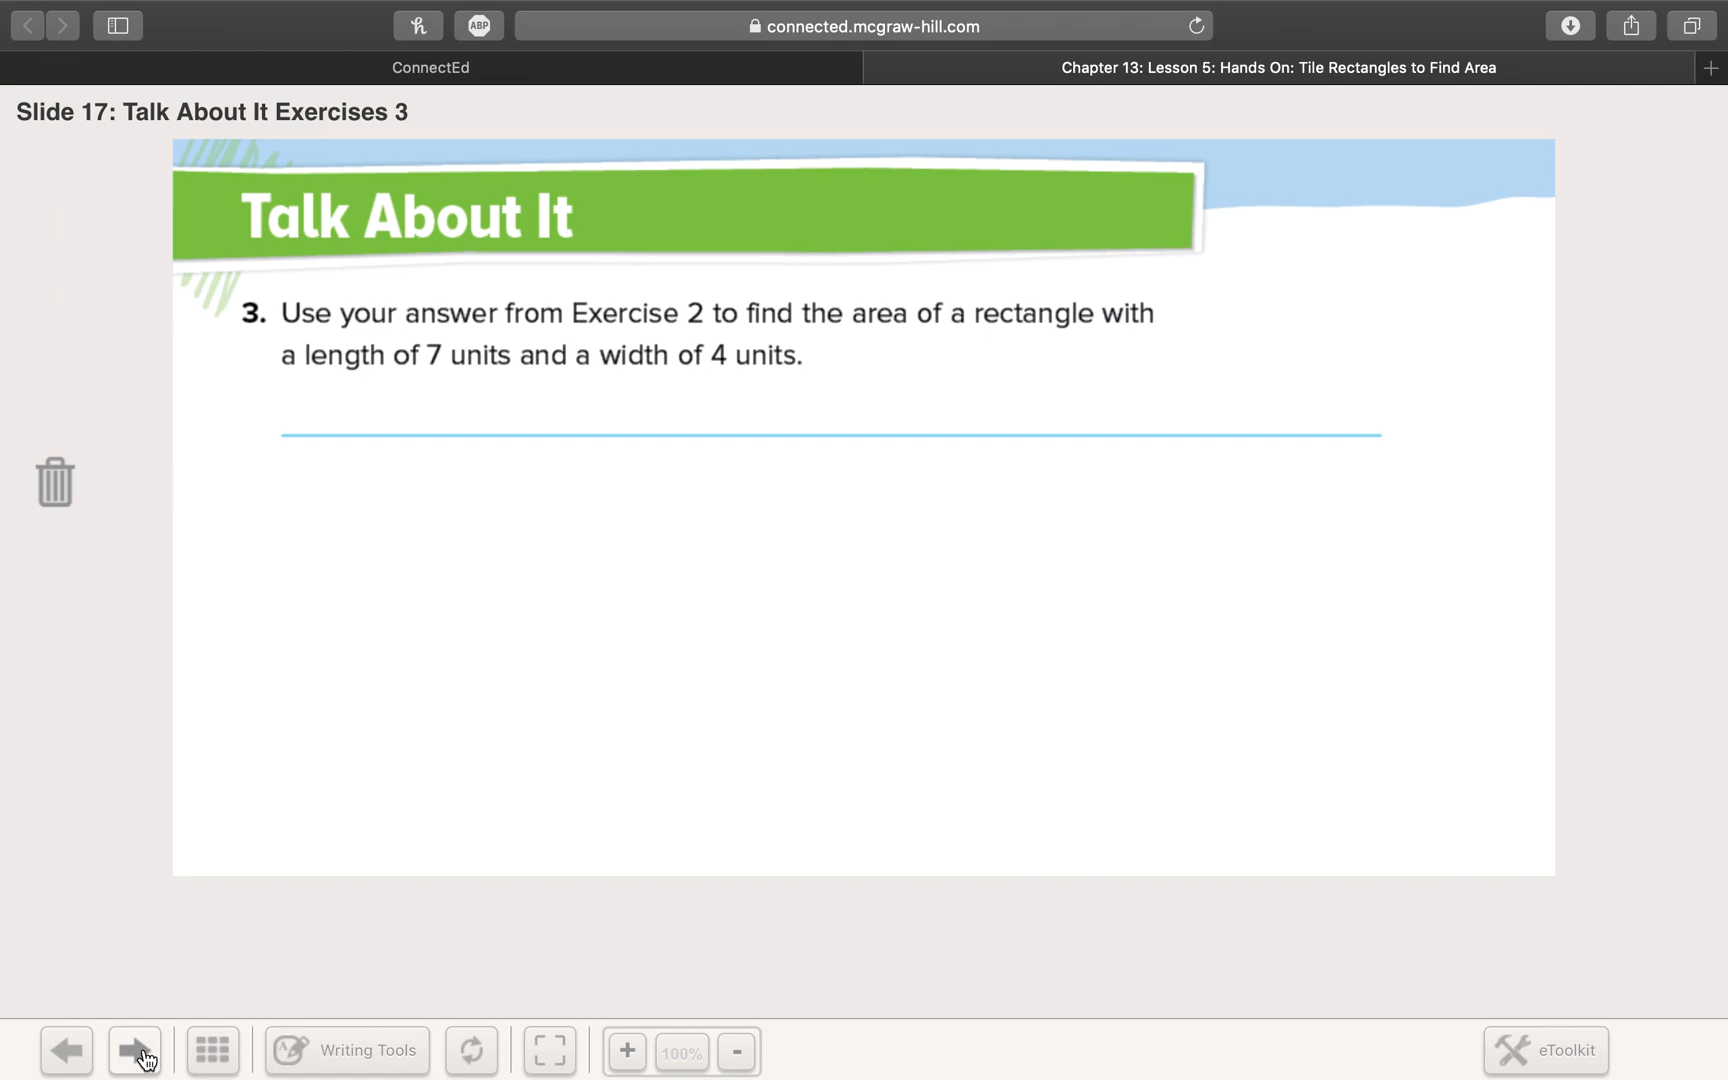 connected.mcgraw-hill.com
ABP
ConnectEd
Chapter 13: Lesson 5: Hands On: Tile Rectangles to Find Area
Slide 17: Talk About It Exercises 3
Talk About It
3. Use your answer from Exercise 2 to find the area of a rectangle with
a length of 7 units and a width of 4 units.
Writing Tools
+ 100% -
eToolkit